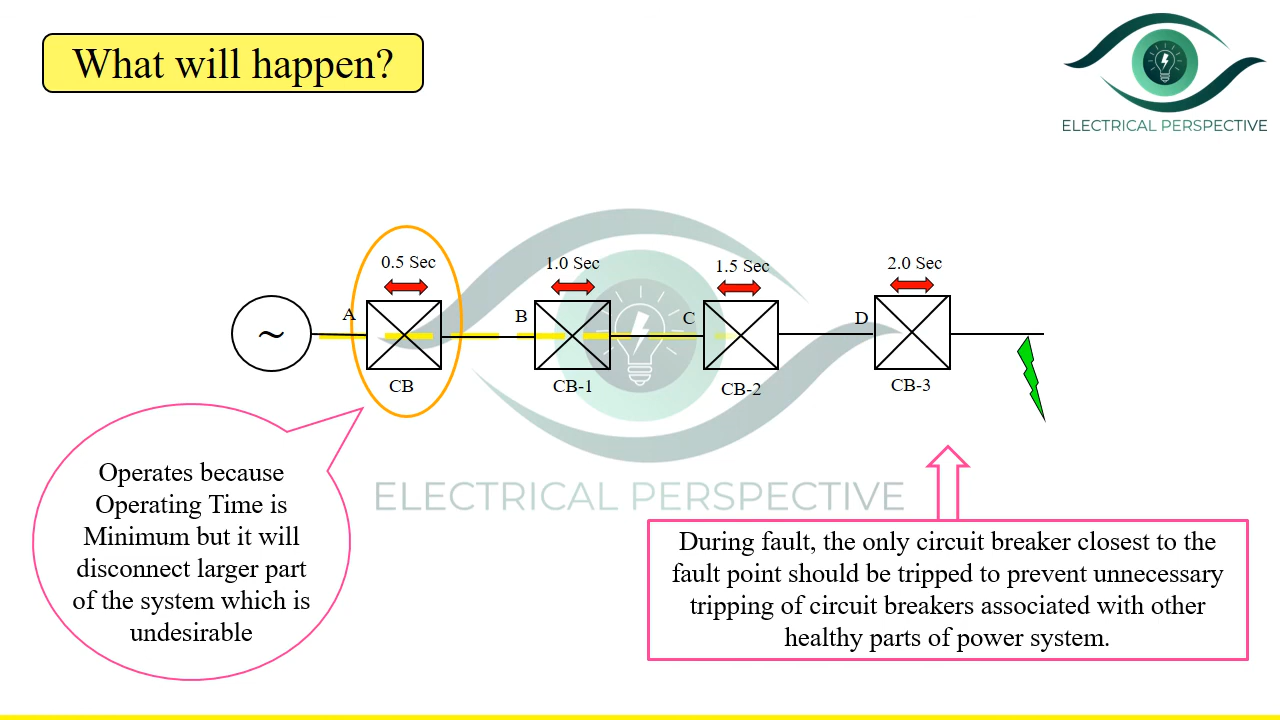 What will happen?
ELECTRICAL PERSPECTIVE
0.5 Sec
1.0 Sec
1.5 Sec
2.0 Sec
A
B
C
D
~
CB
CB-1
CB-2
CB-3
ELECTRICAL PERSPECTIVE
Operates because
Operating Time is
Minimum but it will
disconnect larger part
of the system which is
undesirable
During fault, the only circuit breaker closest to the
fault point should be tripped to prevent unnecessary
tripping of circuit breakers associated with other
healthy parts of power system.